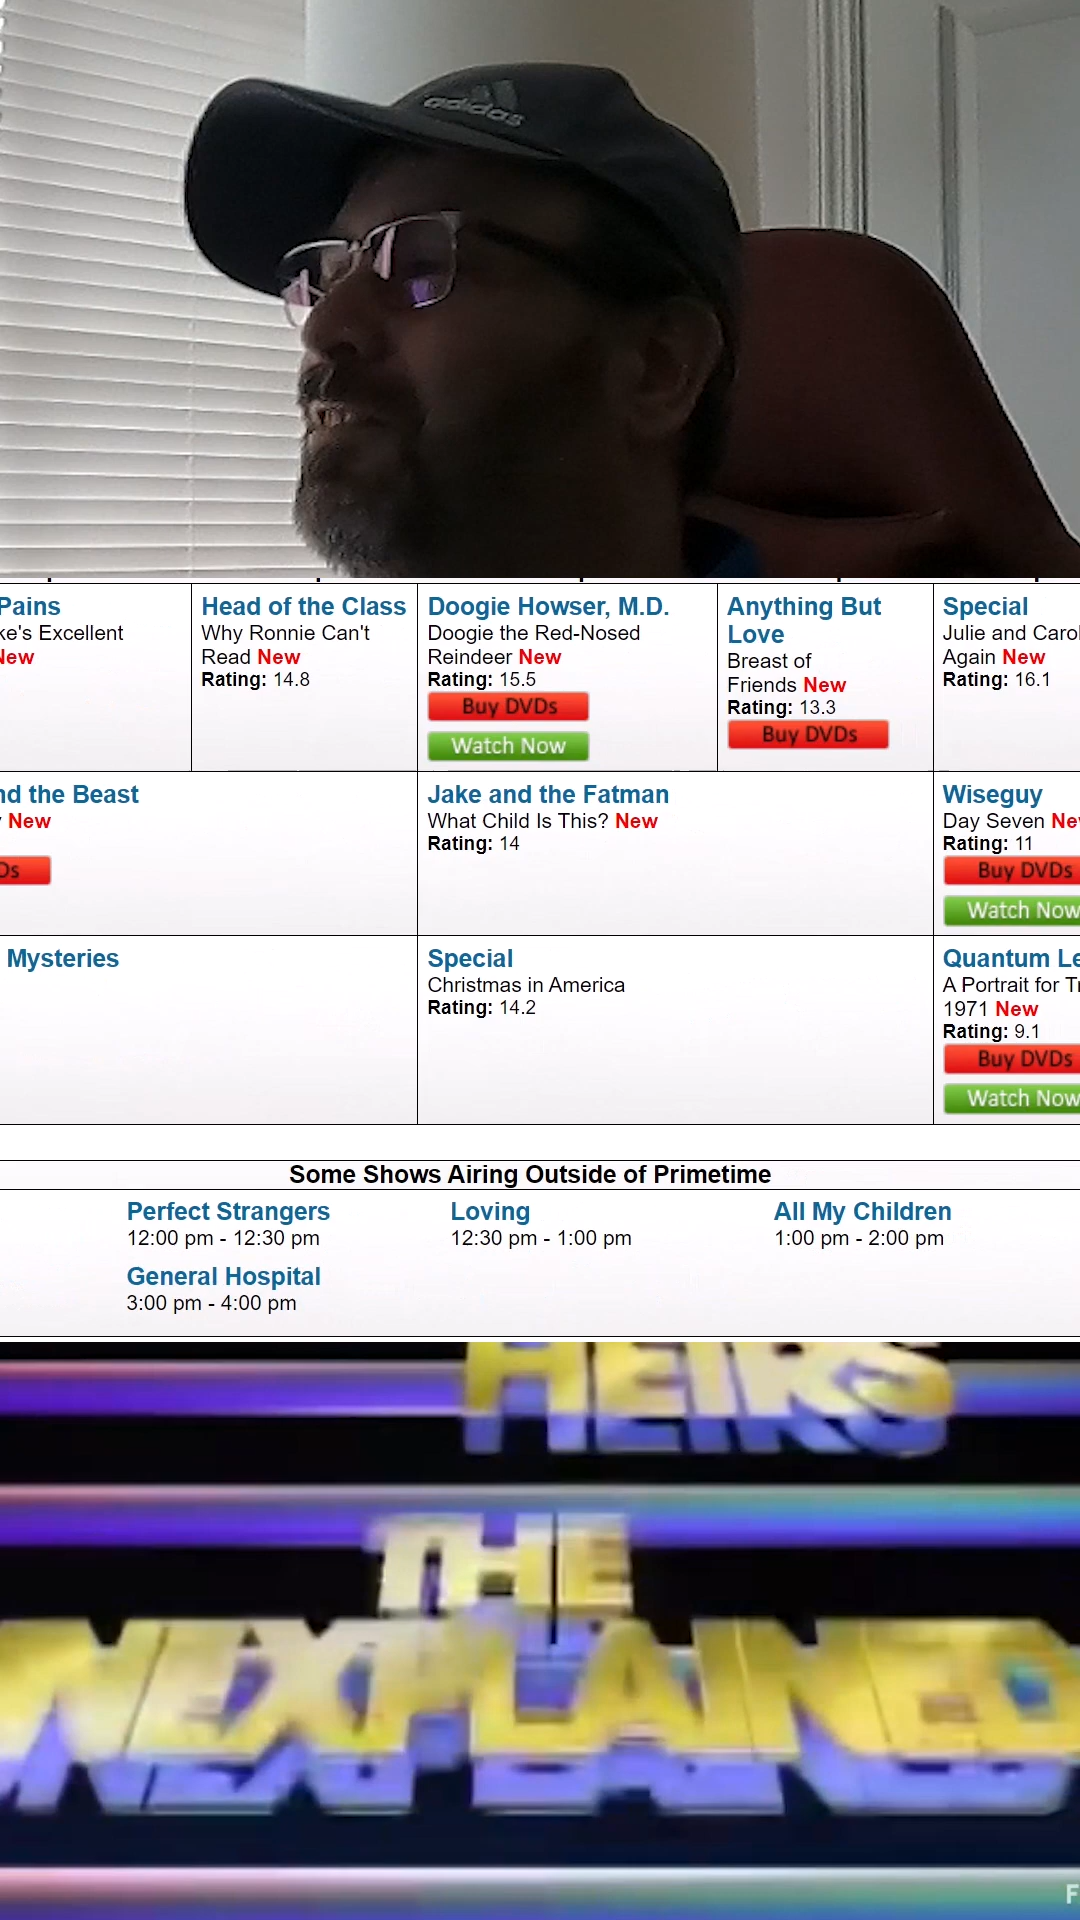 adidas
Pains
ke's Excellent
New
Head of the Class
Why Ronnie Can't
Read New
Rating: 14.8
Doogie Howser, M.D.
Doogie the Red-Nosed
Reindeer New
Rating: 15.5
Buy DVDs
Watch Now
Anything But
Love
Breast of
Friends New
Rating: 13.3
Buy DVDs
Special
Julie and Carol
Again New
Rating: 16.1
nd the Beast
New
Ds
Jake and the Fatman
What Child Is This? New
Rating: 14
Wiseguy
Day Seven New
Rating: 11
Buy DVDs
Watch Now
Mysteries
Special
Christmas in America
Rating: 14.2
Quantum Le
A Portrait for Tr
1971 New
Rating: 9.1
Buy DVDs
Watch Now
Some Shows Airing Outside of Primetime
Perfect Strangers
12:00 pm - 12:30 pm
Loving
12:30 pm - 1:00 pm
All My Children
1:00 pm - 2:00 pm
General Hospital
3:00 pm - 4:00 pm
HEIRS
THE
NEXPLAINED
F